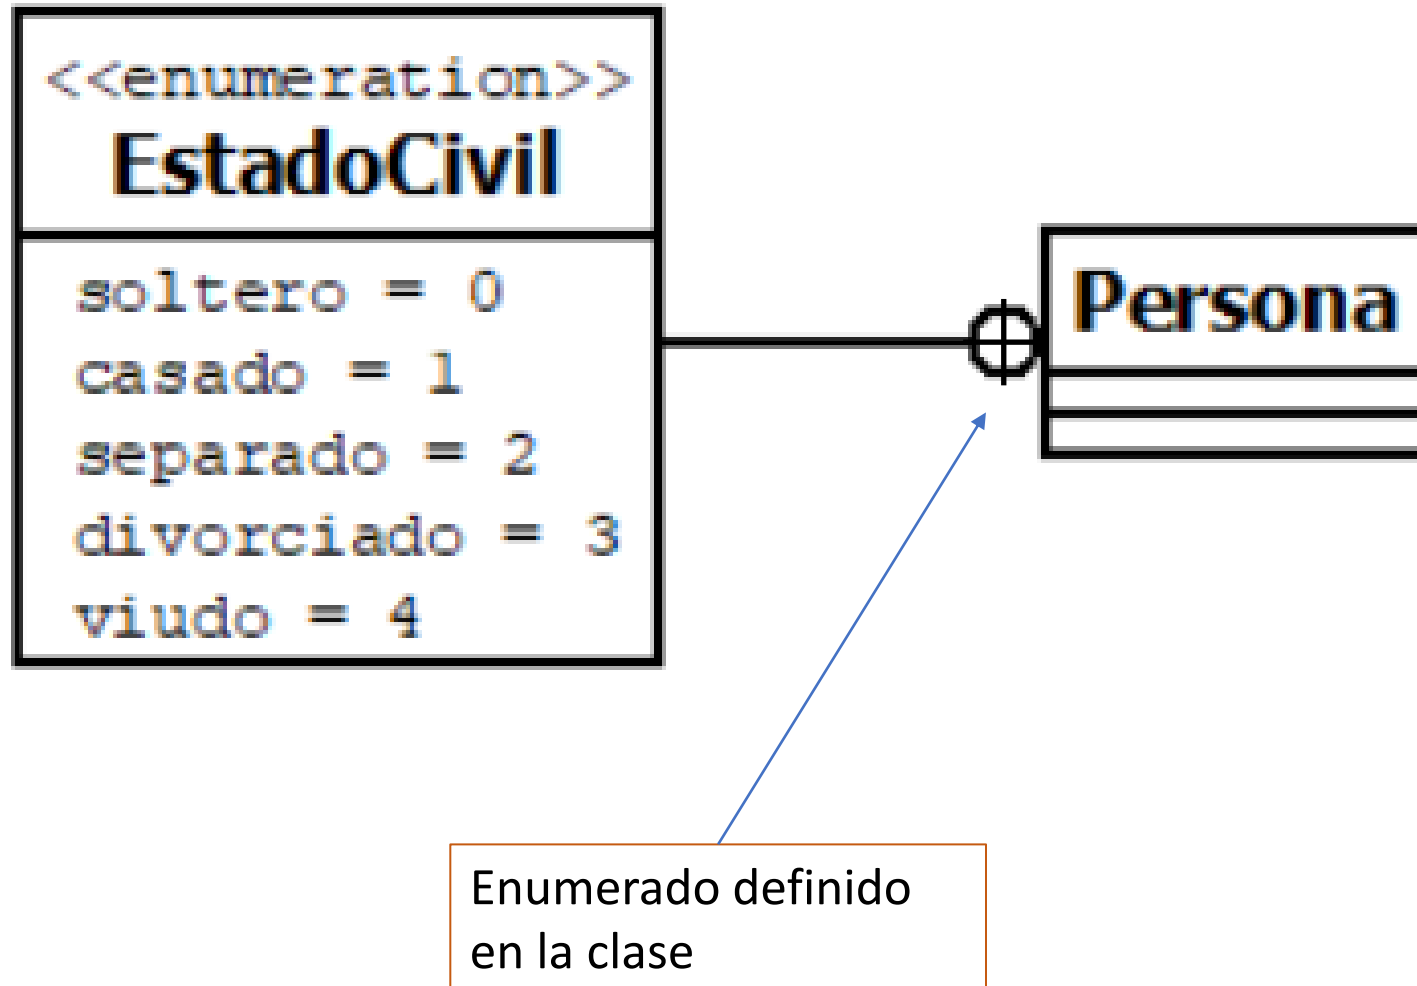 <<enumeration>>
EstadoCivil
soltero = 0
casado = 1
separado = 2
divorciado = 3
viudo = 4
Persona
Enumerado definido
en la clase